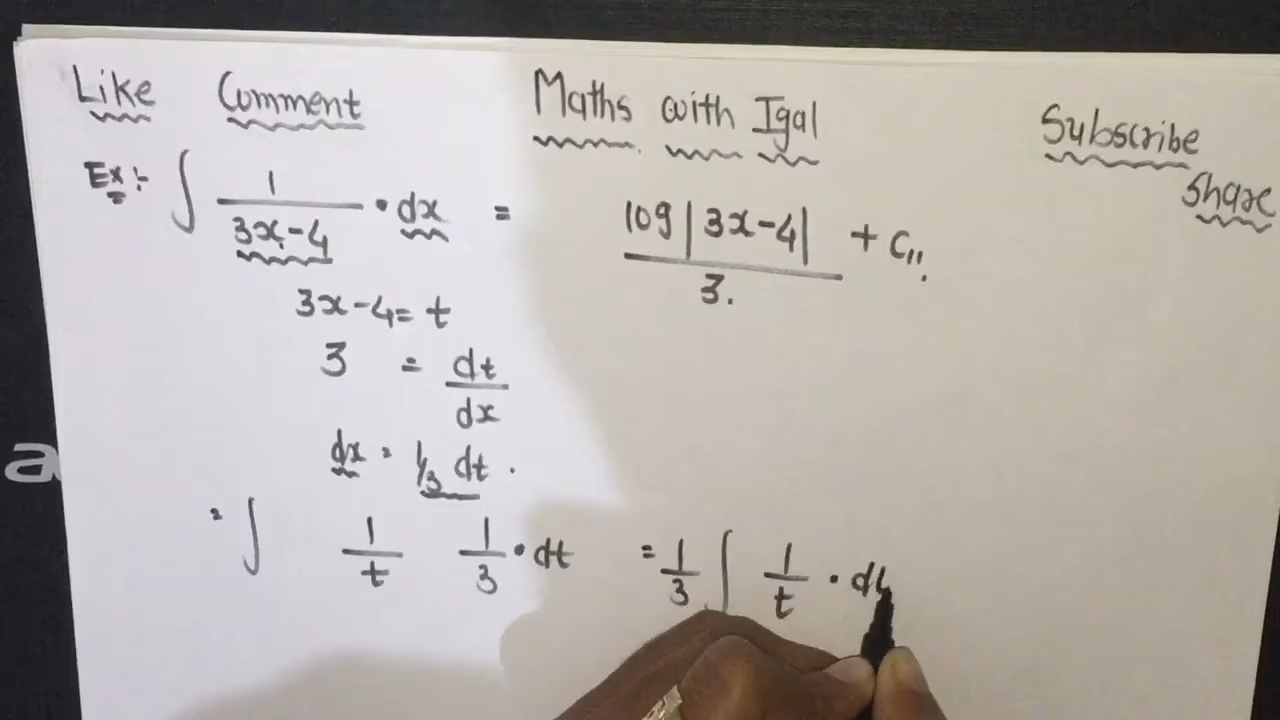 Like Comment Maths with Igal Subscribe
Share
Ex:- ∫ 1/(3x-4) · dx = log|3x-4|/3. + C,,.
3x-4 = t
3 = dt/dx
dx = 1/3 dt.
= ∫ 1/t 1/3 · dt = 1/3 ∫ 1/t · dt
a